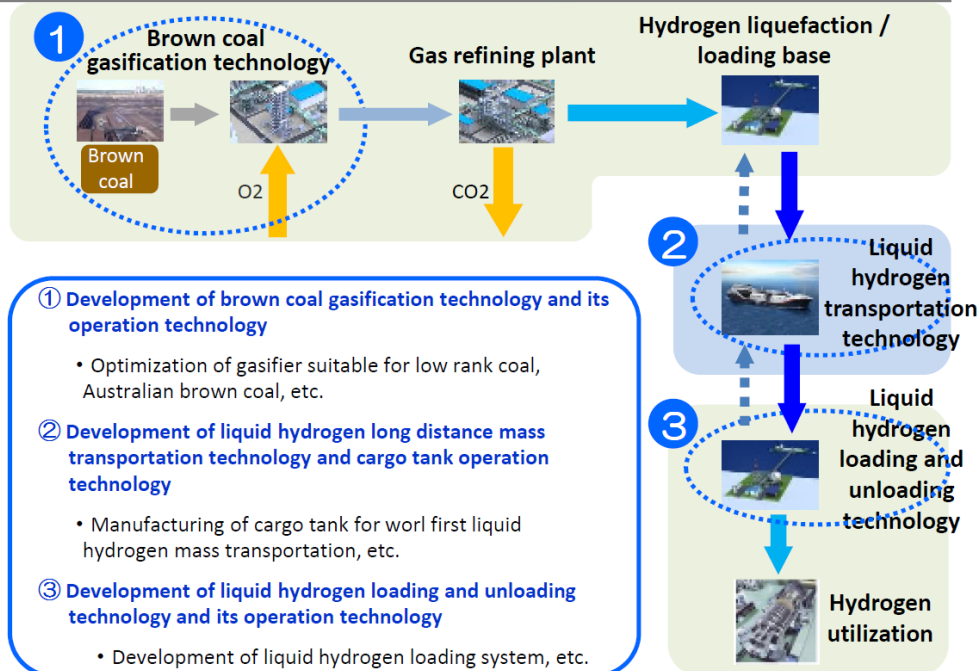 1
Brown coal
gasification technology
Gas refining plant
Hydrogen liquefaction /
loading base
Brown
coal
O2
CO2
2
Liquid
hydrogen
transportation
technology
3
Liquid
hydrogen
loading and
unloading
technology
Hydrogen
utilization
① Development of brown coal gasification technology and its
operation technology
• Optimization of gasifier suitable for low rank coal,
Australian brown coal, etc.
② Development of liquid hydrogen long distance mass
transportation technology and cargo tank operation
technology
• Manufacturing of cargo tank for worl first liquid
hydrogen mass transportation, etc.
③ Development of liquid hydrogen loading and unloading
technology and its operation technology
• Development of liquid hydrogen loading system, etc.